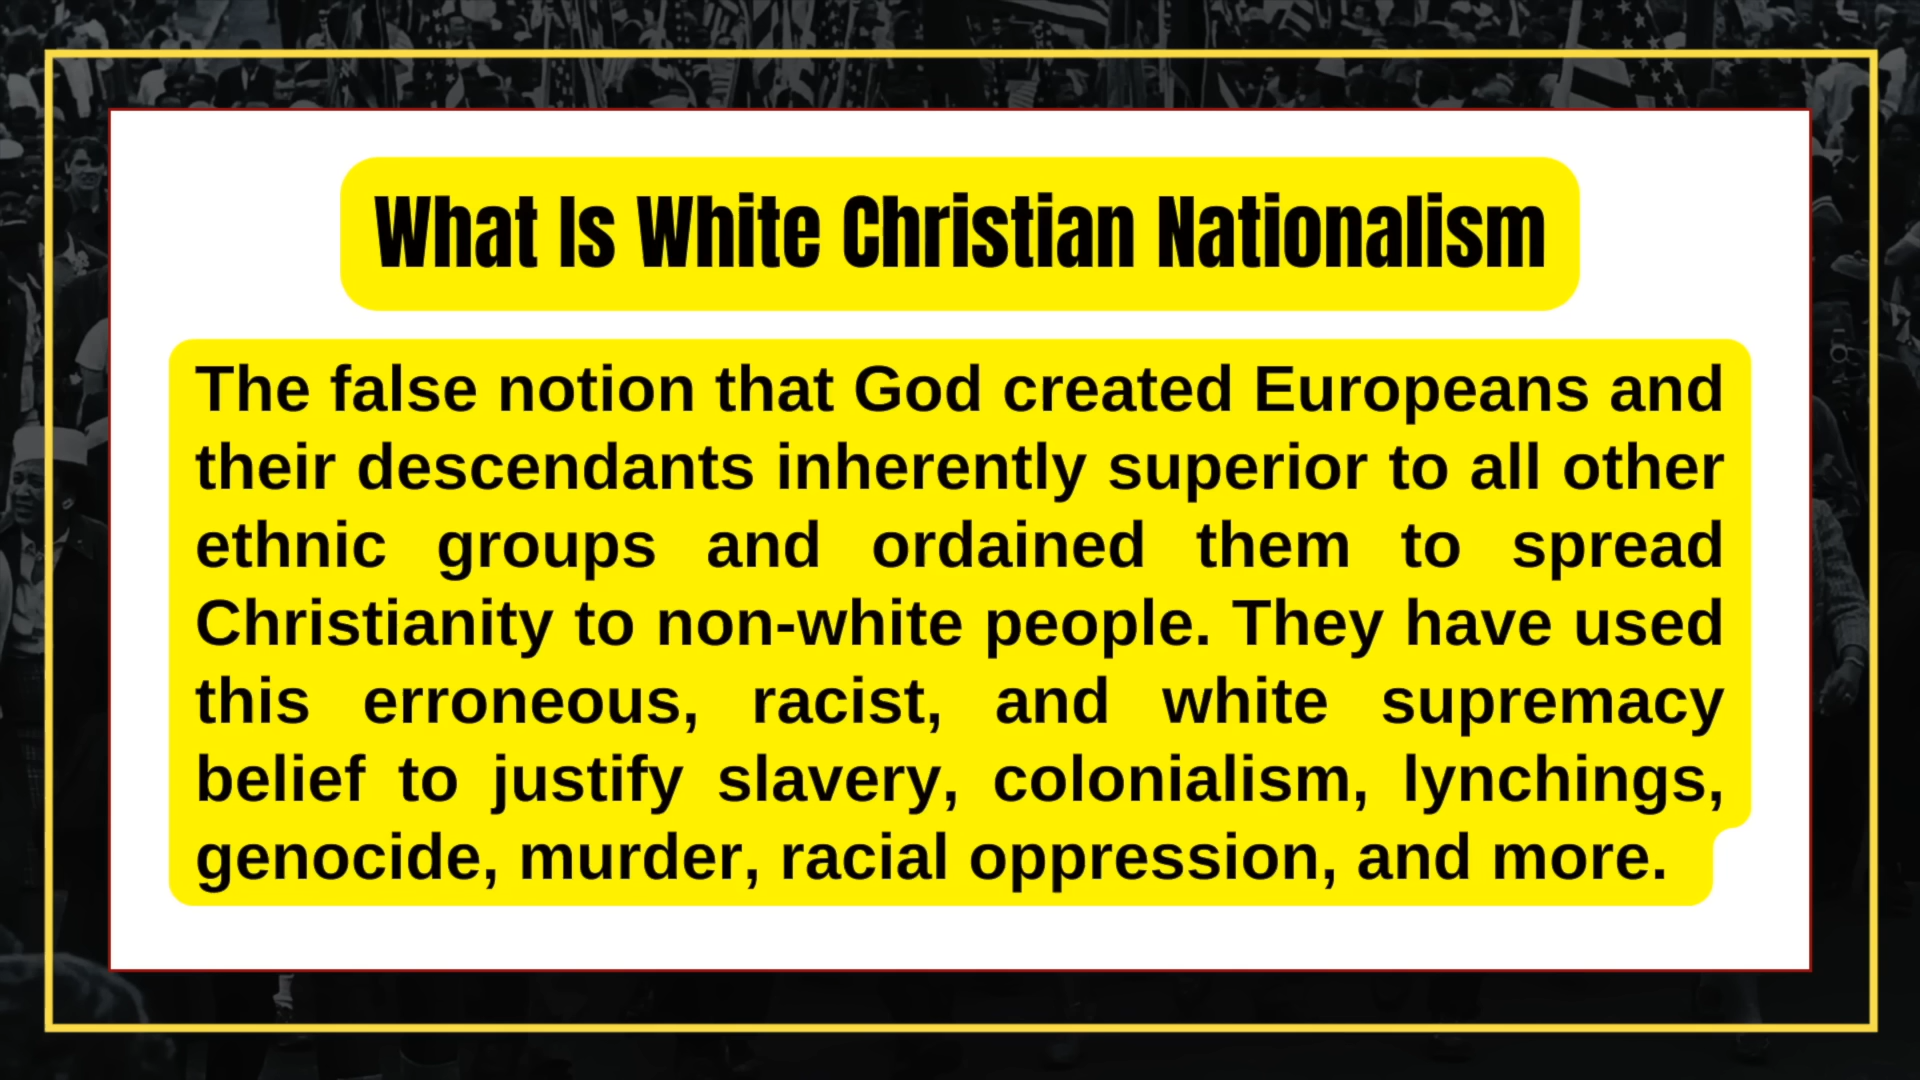 What Is White Christian Nationalism
The false notion that God created Europeans and
their descendants inherently superior to all other
ethnic groups and ordained them to spread
Christianity to non-white people. They have used
this erroneous, racist, and white supremacy
belief to justify slavery, colonialism, lynchings,
genocide, murder, racial oppression, and more.